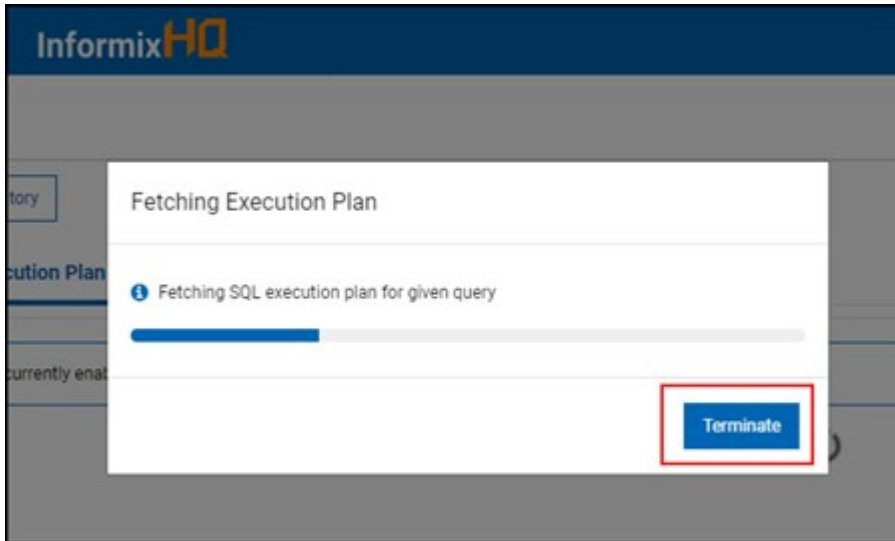 InformixHQ
tory
Fetching Execution Plan
cution Plan
Fetching SQL execution plan for given query
currently enab
Terminate